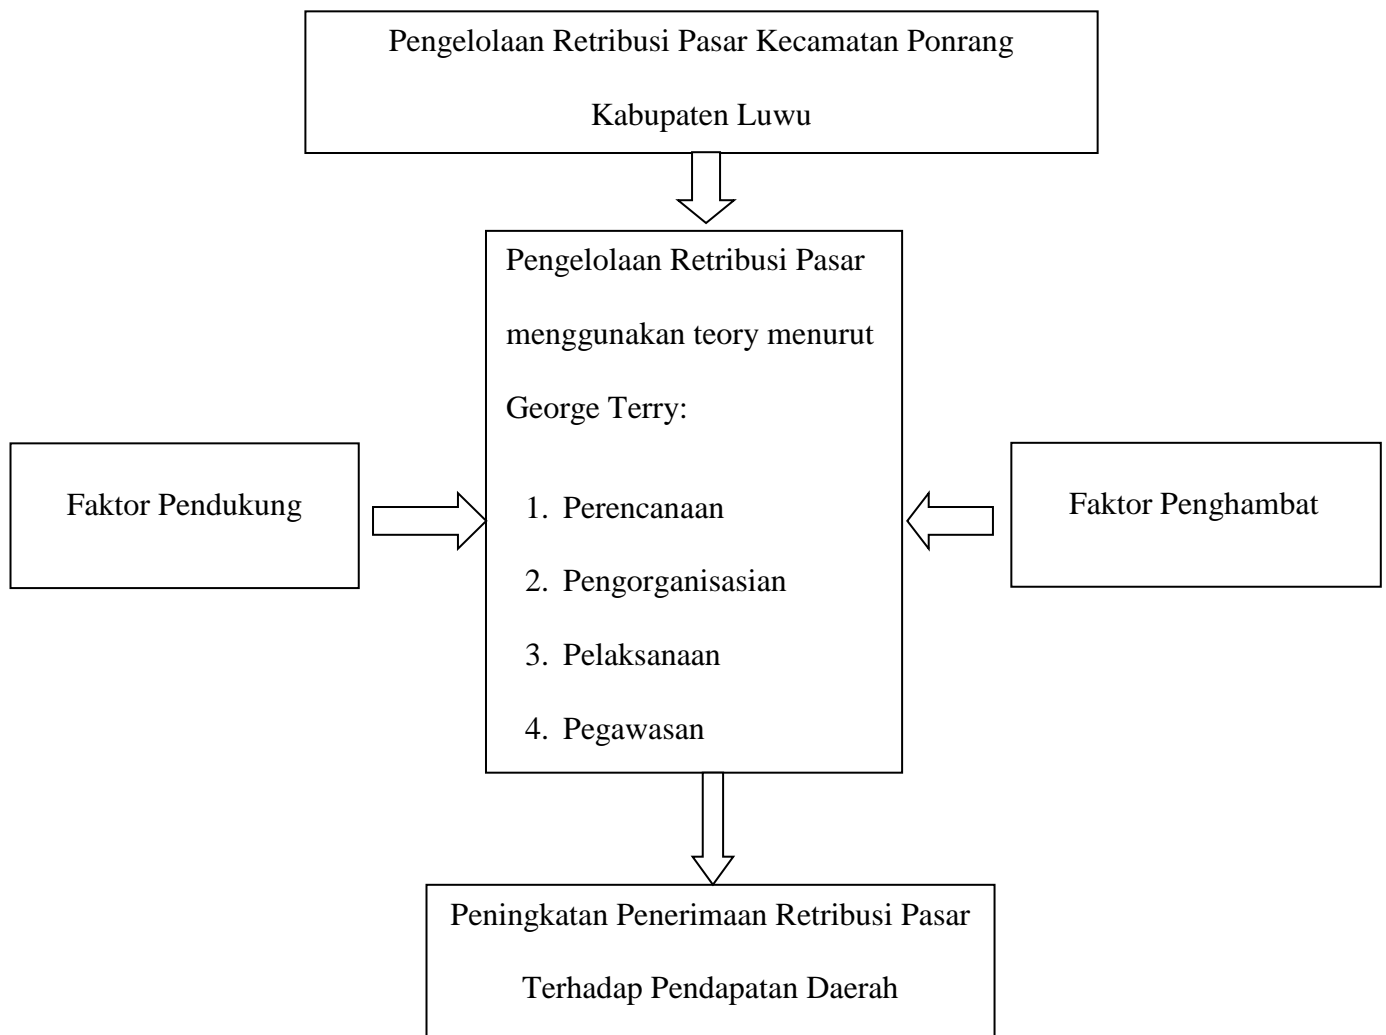 Pengelolaan Retribusi Pasar Kecamatan Ponrang
Kabupaten Luwu
Pengelolaan Retribusi Pasar
menggunakan teory menurut
George Terry:
1. Perencanaan
2. Pengorganisasian
3. Pelaksanaan
4. Pegawasan
Faktor Pendukung
Faktor Penghambat
Peningkatan Penerimaan Retribusi Pasar
Terhadap Pendapatan Daerah